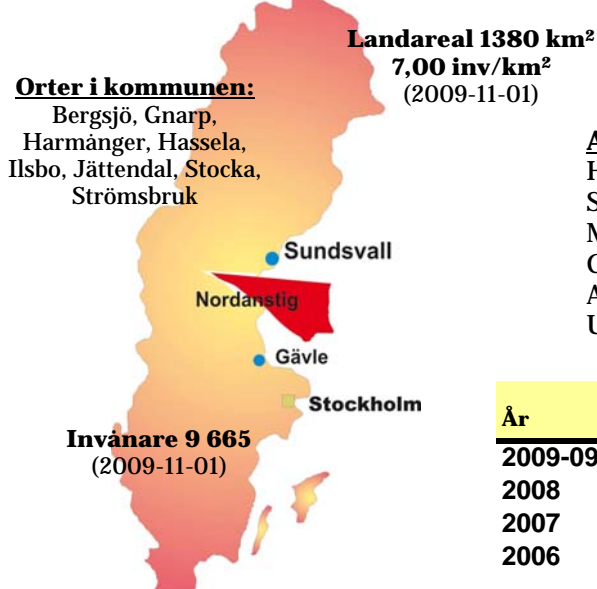 Landareal 1380 km²
7,00 inv/km²
(2009-11-01)
Orter i kommunen:
Bergsjö, Gnarp,
Harmånger, Hassela,
Ilsbo, Jättendal, Stocka,
Strömsbruk
Sundsvall
Nordanstig
Gävle
Stockholm
Invånare 9 665
(2009-11-01)
År
2009-09
2008
2007
2006